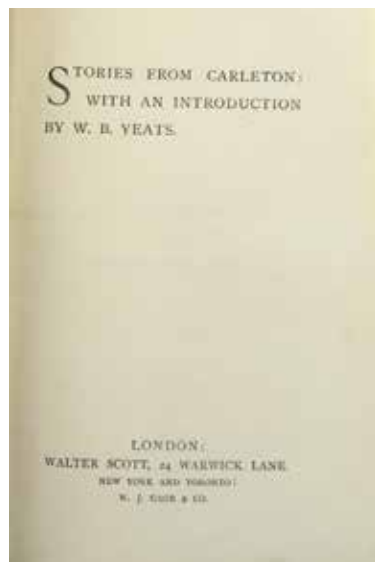 STORIES FROM CARLETON:
WITH AN INTRODUCTION
BY W. B. YEATS.
LONDON:
WALTER SCOTT, 24 WARWICK LANE
NEW YORK AND TORONTO:
W. J. GAGE & CO.